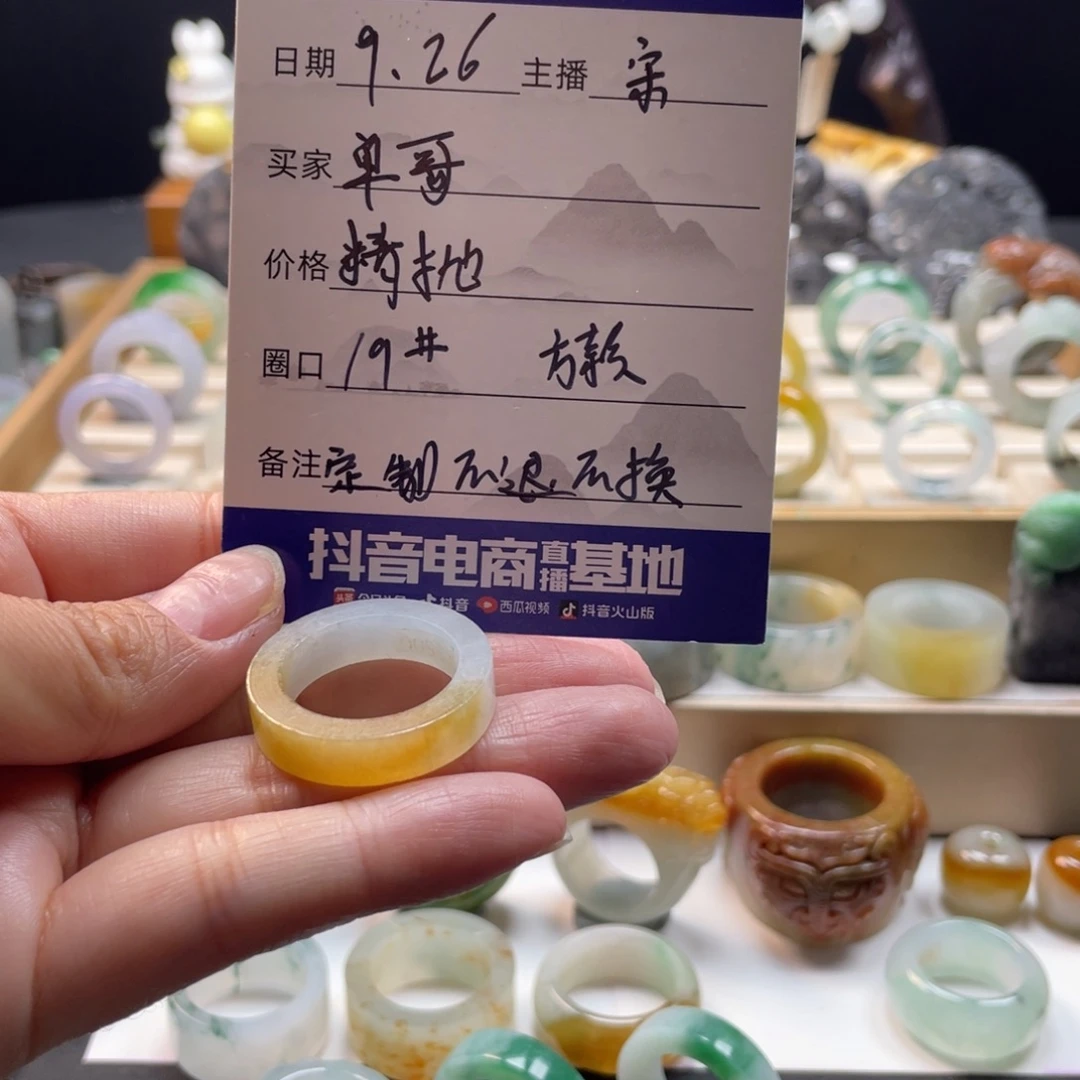 日期 9.26 主播 宋
买家 单哥
价格 精抛
圈口 19# 方款
备注 定制 不退.不换
抖音电商直播基地
抖音 西瓜视频 抖音火山版